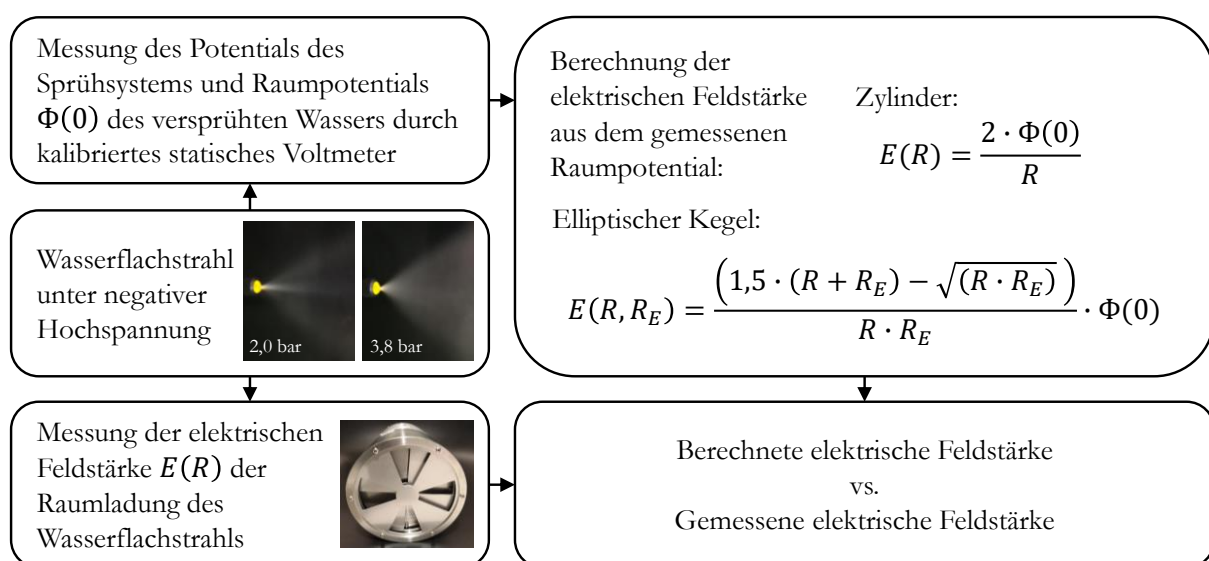 Messung des Potentials des
Sprühsystems und Raumpotentials
Φ(0) des versprühten Wassers durch
kalibriertes statisches Voltmeter
Berechnung der
elektrischen Feldstärke
aus dem gemessenen
Raumpotential:
Zylinder:
E(R) = 2 · Φ(0) / R
Elliptischer Kegel:
E(R, R_E) = (1,5 · (R + R_E) − √(R · R_E)) / R · R_E · Φ(0)
Wasserflachstrahl
unter negativer
Hochspannung
2,0 bar
3,8 bar
Messung der elektrischen
Feldstärke E(R) der
Raumladung des
Wasserflachstrahls
Berechnete elektrische Feldstärke
vs.
Gemessene elektrische Feldstärke